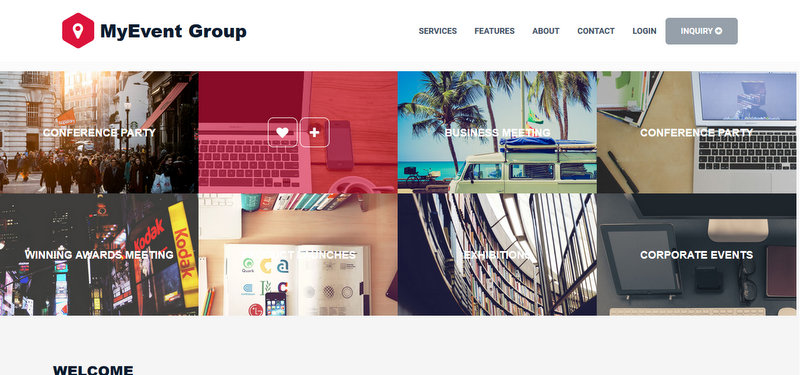 MyEvent Group
SERVICES FEATURES ABOUT CONTACT LOGIN INQUIRY
CONFERENCE PARTY
BUSINESS MEETING
CONFERENCE PARTY
WINNING AWARDS MEETING
Kodak
Kodak
EXHIBITIONS
CORPORATE EVENTS
WELCOME